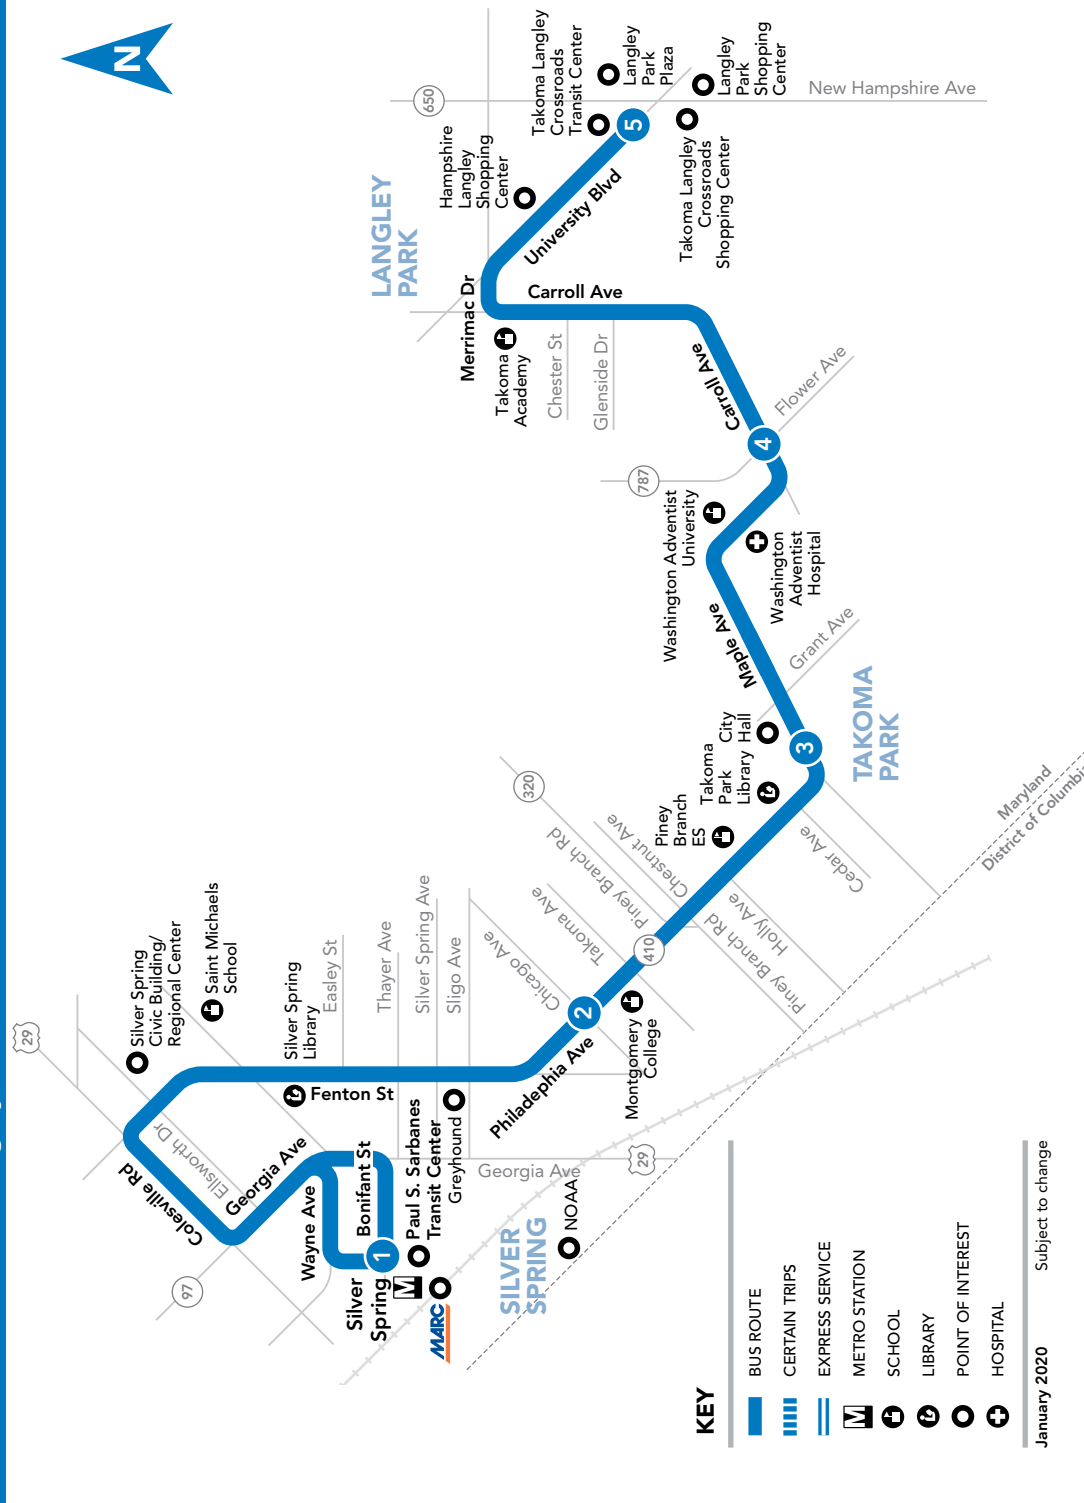 N
LANGLEY
PARK
650
New Hampshire Ave
Takoma Langley
Crossroads
Transit Center
Langley
Park
Plaza
Langley
Park
Shopping
Center
Hampshire
Langley
Shopping
Center
5
Takoma Langley
Crossroads
Shopping Center
University Blvd
Merrimac Dr
Carroll Ave
Takoma
Academy
Chester St
Glenside Dr
Carroll Ave
Flower Ave
4
787
Washington Adventist
University
Washington
Adventist
Hospital
Maple Ave
Grant Ave
TAKOMA
PARK
City
Hall
Takoma
Park
Library
3
Piney
Branch
ES
320
Piney Branch Rd
Chestnut Ave
Cedar Ave
Maryland
District of Columbia
Holly Ave
Piney Branch Rd
Takoma Ave
410
Chicago Ave
2
Montgomery
College
Philadephia Ave
Sligo Ave
Silver Spring Ave
Thayer Ave
Easley St
Silver Spring
Library
Saint Michaels
School
Silver Spring
Civic Building/
Regional Center
29
Fenton St
Ellsworth Dr
Colesville Rd
Georgia Ave
Wayne Ave
Bonifant St
97
1
Silver
Spring
M
MARC
Paul S. Sarbanes
Transit Center
Greyhound
Georgia Ave
29
NOAA
SILVER
SPRING
KEY
BUS ROUTE
CERTAIN TRIPS
EXPRESS SERVICE
M METRO STATION
SCHOOL
LIBRARY
POINT OF INTEREST
HOSPITAL
January 2020
Subject to change